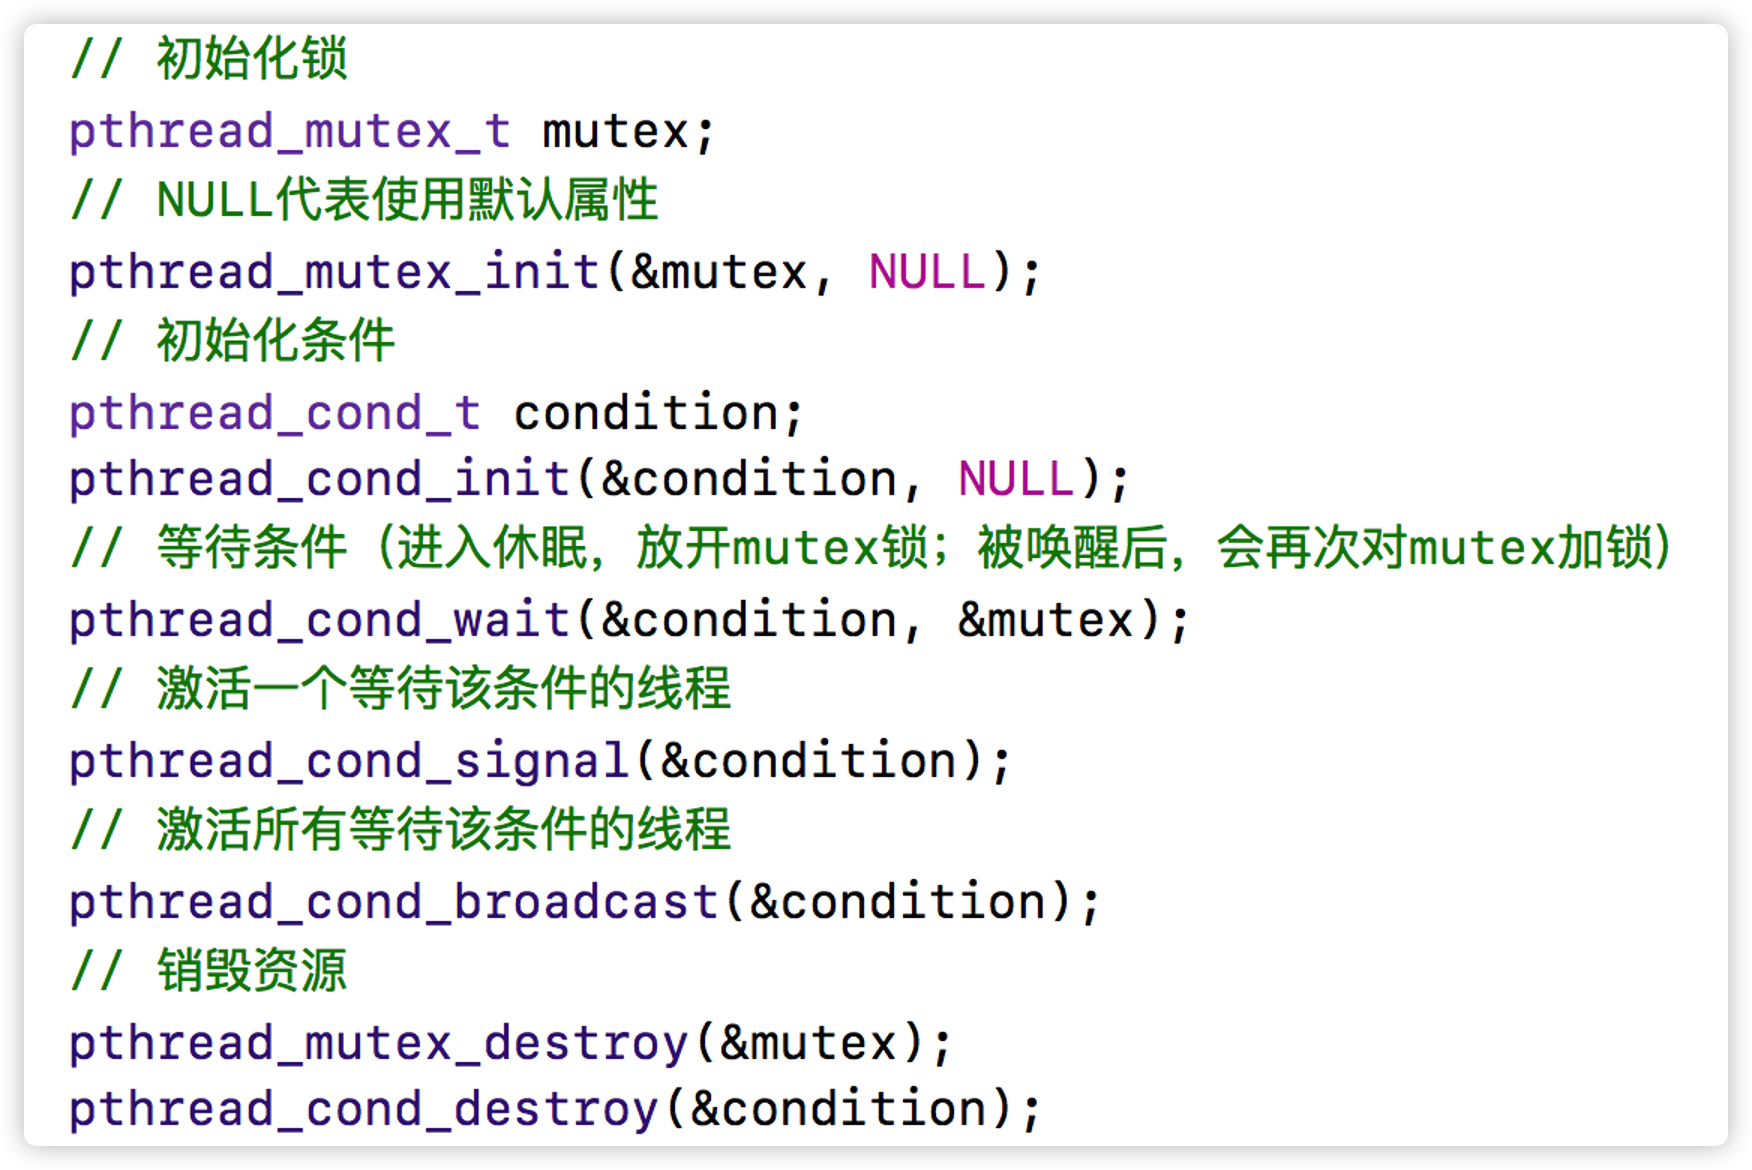 // 初始化锁
pthread_mutex_t mutex;
// NULL代表使用默认属性
pthread_mutex_init(&mutex, NULL);
// 初始化条件
pthread_cond_t condition;
pthread_cond_init(&condition, NULL);
// 等待条件（进入休眠，放开mutex锁；被唤醒后，会再次对mutex加锁）
pthread_cond_wait(&condition, &mutex);
// 激活一个等待该条件的线程
pthread_cond_signal(&condition);
// 激活所有等待该条件的线程
pthread_cond_broadcast(&condition);
// 销毁资源
pthread_mutex_destroy(&mutex);
pthread_cond_destroy(&condition);